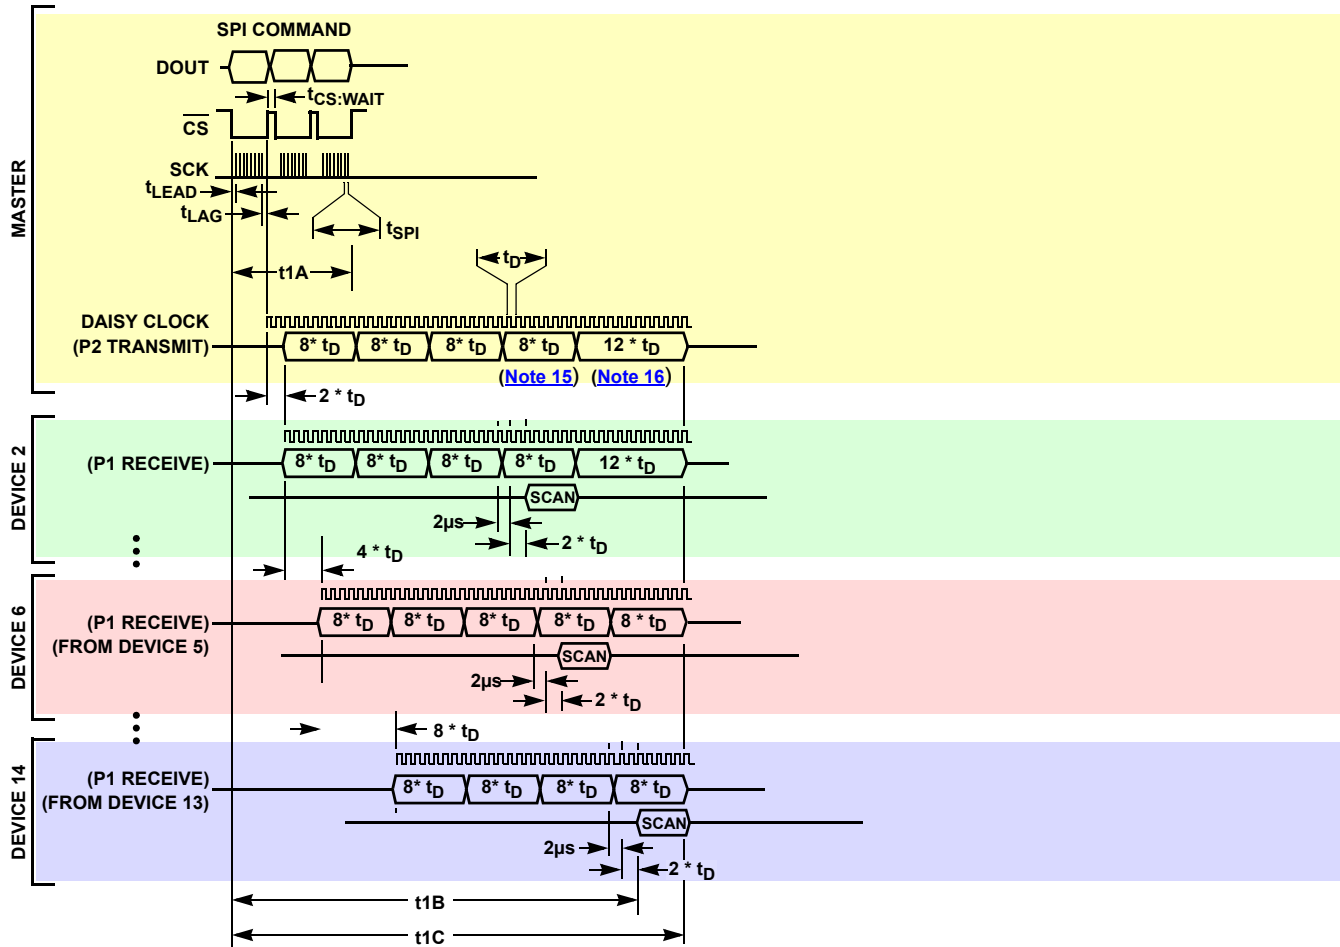 MASTER
SPI COMMAND
DOUT
tCS:WAIT
CS
SCK
tLEAD
tLAG
tSPI
t1A
tD
DAISY CLOCK
(P2 TRANSMIT)
8* tD 8* tD 8* tD 8* tD 12 * tD
(Note 15) (Note 16)
2 * tD
DEVICE 2
(P1 RECEIVE)
8* tD 8* tD 8* tD 8* tD 12 * tD
SCAN
2µs
2 * tD
4 * tD
DEVICE 6
(P1 RECEIVE)
(FROM DEVICE 5)
8* tD 8* tD 8* tD 8* tD 8 * tD
SCAN
2µs
2 * tD
8 * tD
DEVICE 14
(P1 RECEIVE)
(FROM DEVICE 13)
8* tD 8* tD 8* tD 8* tD
SCAN
2µs
2 * tD
t1B
t1C